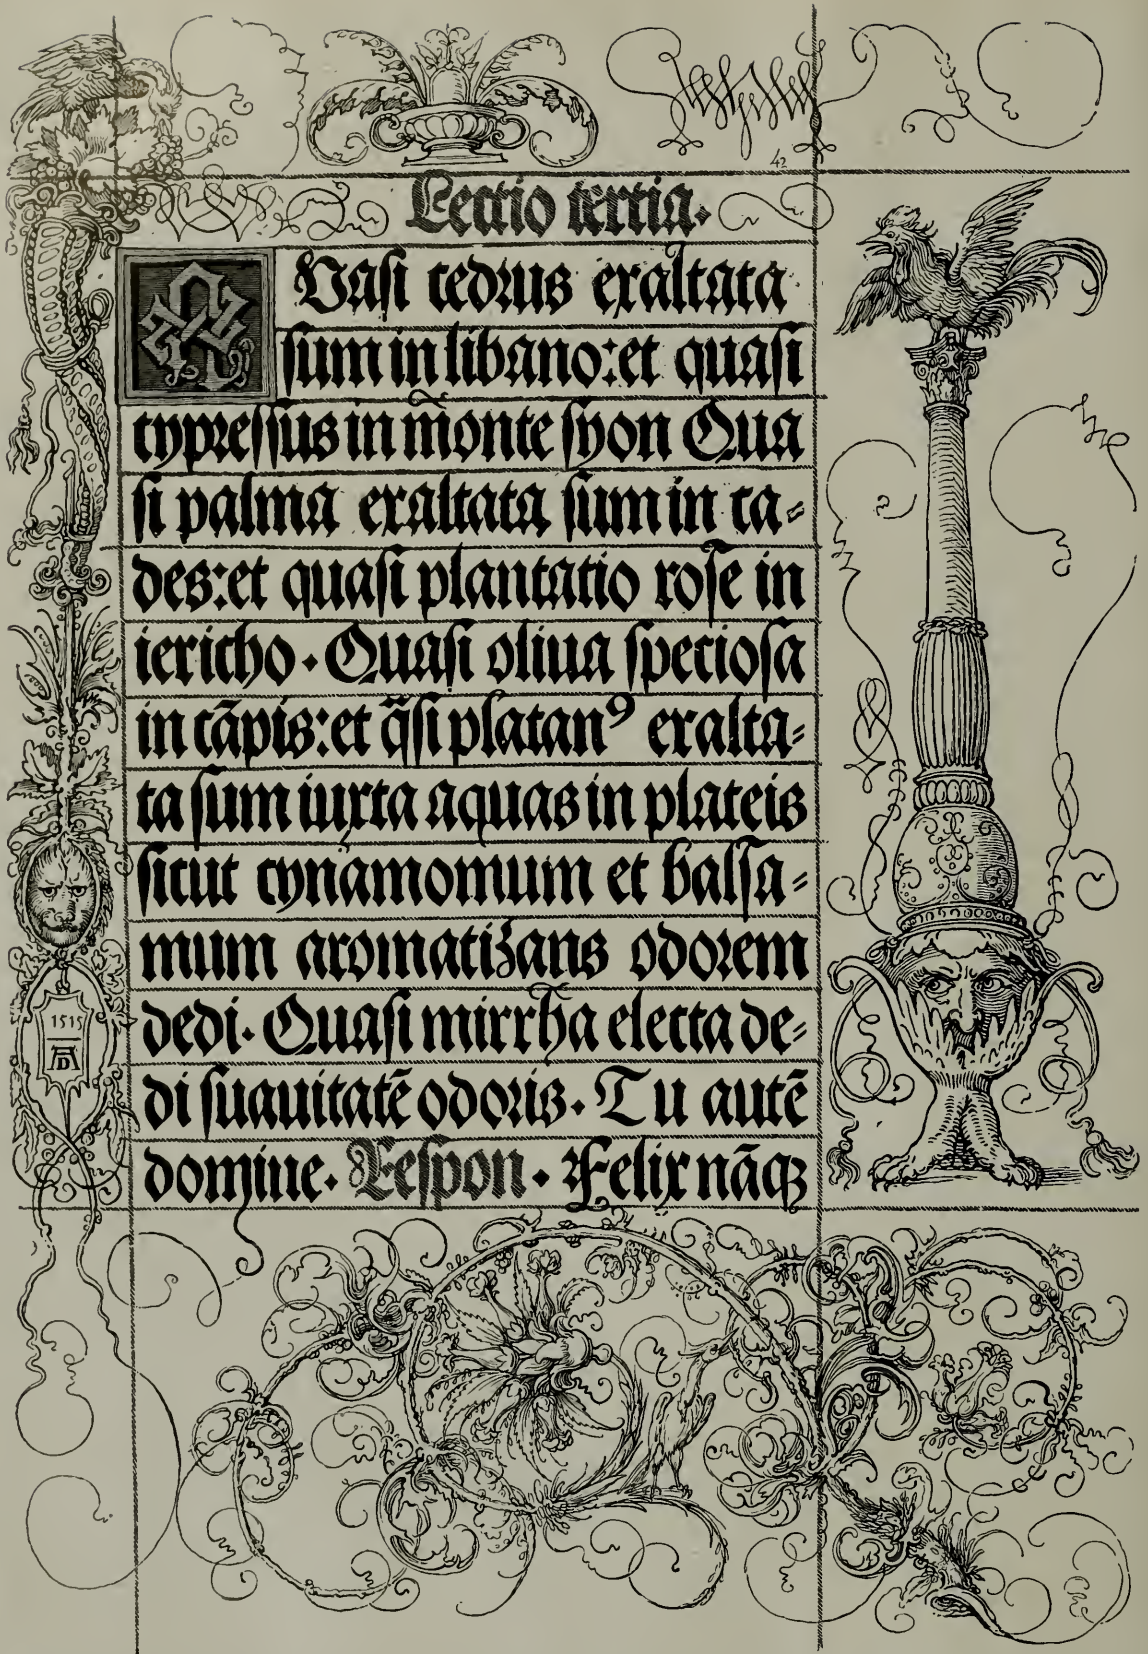 42
Lectio tertia.
QUasi cedrus exaltata
sum in libano: et quasi
cypressus in monte syon Qua
si palma exaltata sum in ca-
des: et quasi plantatio rose in
iericho. Quasi oliua speciosa
in cāpis: et q̄si platanꝰ exalta-
ta sum iuxta aquas in plateis
sicut cynamomum et balsa-
mum aromatizans odorem
dedi. Quasi mirrha electa de-
di suauitatē odoris. Tu autē
domine. Respon. Felix nāqꝫ
1515
AD